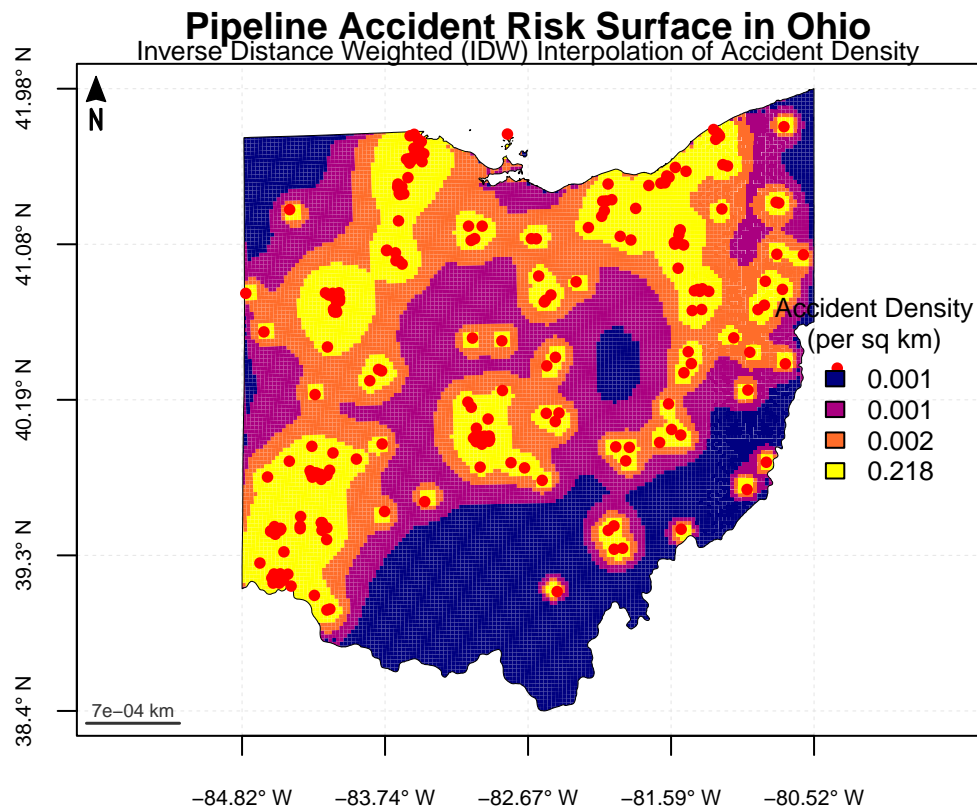 Pipeline Accident Risk Surface in Ohio
Inverse Distance Weighted (IDW) Interpolation of Accident Density
N
41.98° N
41.08° N
40.19° N
39.3° N
38.4° N
Accident Density
(per sq km)
0.001
0.001
0.002
0.218
7e−04 km
−84.82° W
−83.74° W
−82.67° W
−81.59° W
−80.52° W